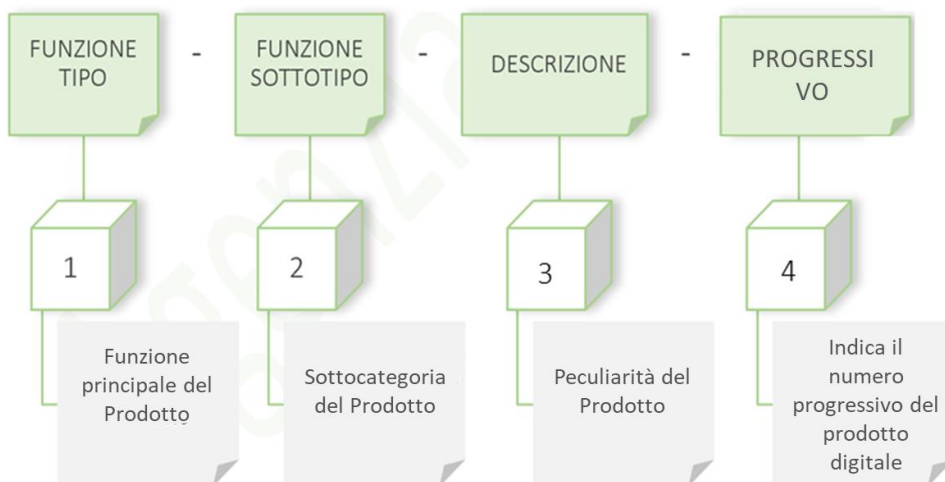 FUNZIONE
TIPO
-
FUNZIONE
SOTTOTIPO
-
DESCRIZIONE
-
PROGRESSI
VO
1
2
3
4
Funzione
principale del
Prodotto
Sottocategoria
del Prodotto
Peculiarità del
Prodotto
Indica il
numero
progressivo del
prodotto
digitale